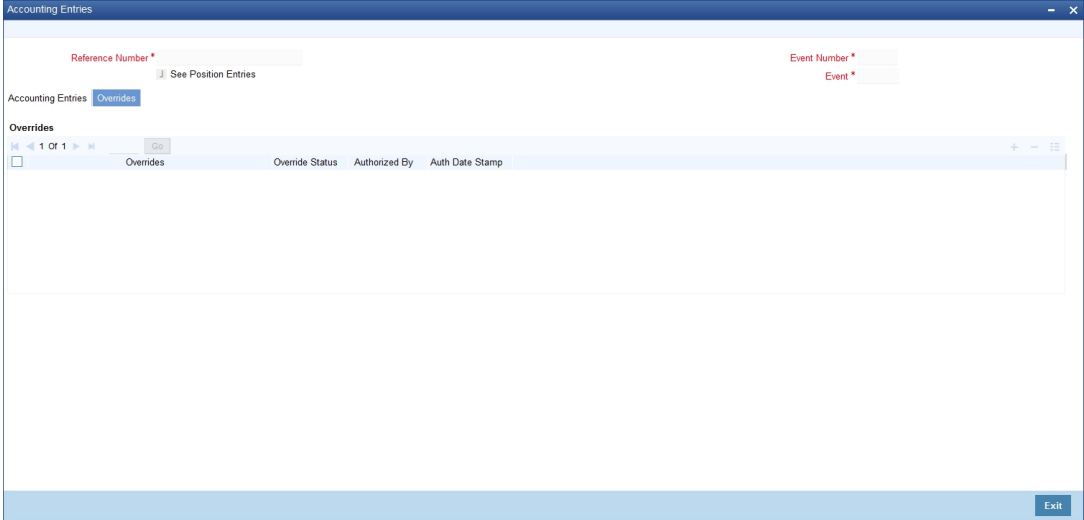 Accounting Entries
Reference Number *
Event Number *
See Position Entries
Event *
Accounting Entries Overrides
Overrides
1 Of 1 Go
Overrides Override Status Authorized By Auth Date Stamp
Exit